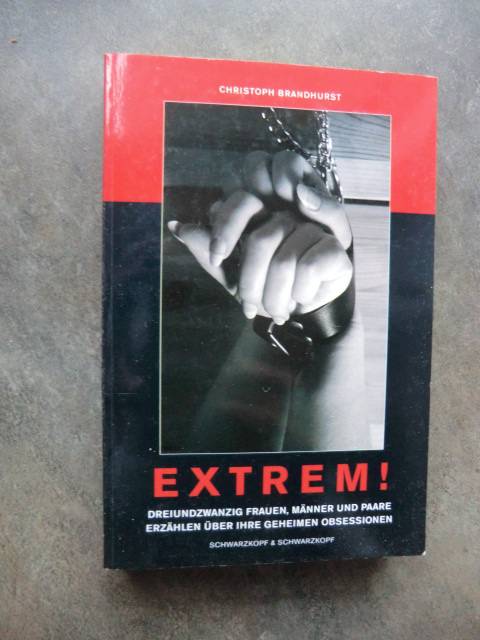 CHRISTOPH BRANDHURST
EXTREM!
DREIUNDZWANZIG FRAUEN, MÄNNER UND PAARE
ERZÄHLEN ÜBER IHRE GEHEIMEN OBSESSIONEN
SCHWARZKOPF & SCHWARZKOPF